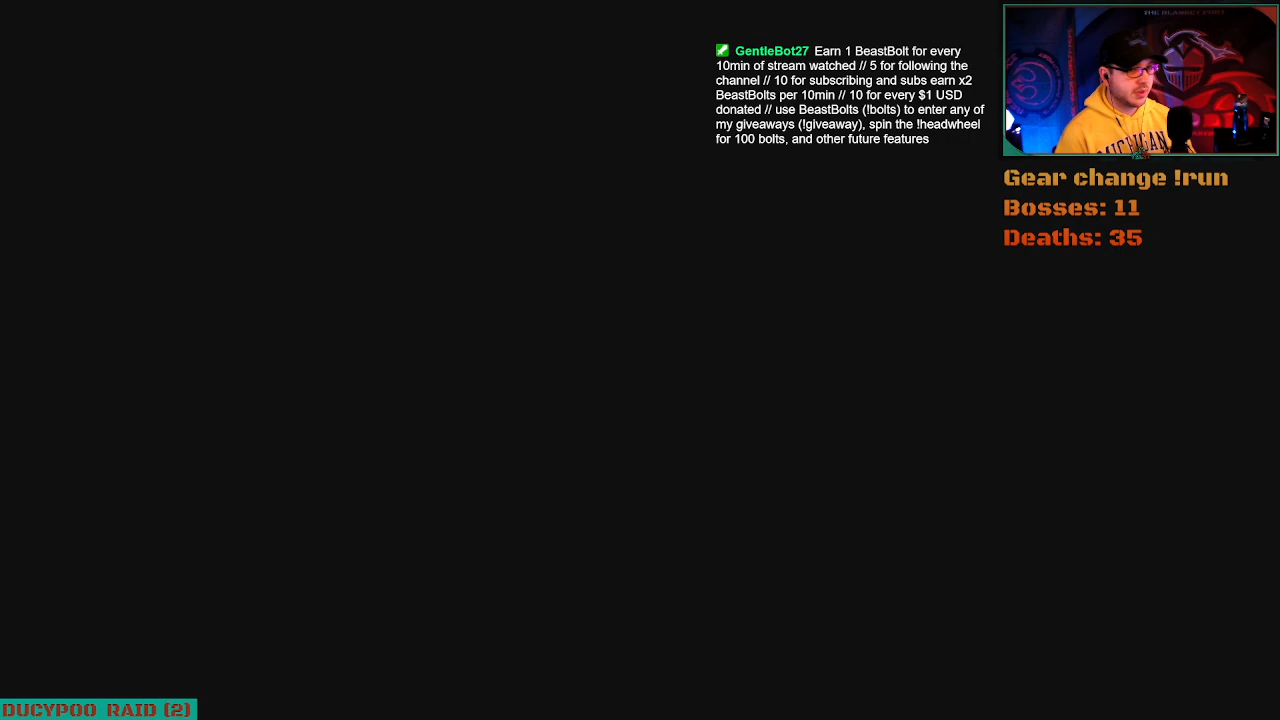 GentleBot27 Earn 1 BeastBolt for every
10min of stream watched // 5 for following the
channel // 10 for subscribing and subs earn x2
BeastBolts per 10min // 10 for every $1 USD
donated // use BeastBolts (!bolts) to enter any of
my giveaways (!giveaway), spin the !headwheel
for 100 bolts, and other future features
MICHIGAN
Gear change !run
Bosses: 11
Deaths: 35
DUCYPOO RAID (2)